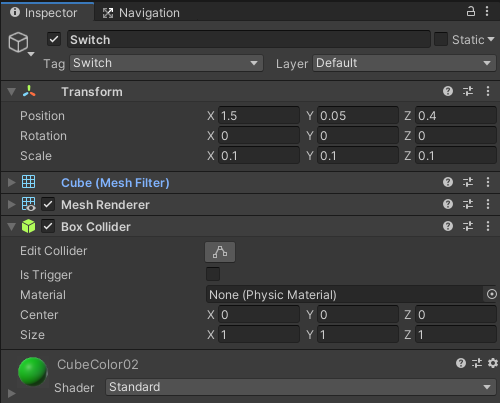 Inspector Navigation
Switch Static
Tag Switch Layer Default
Transform
Position X 1.5 Y 0.05 Z 0.4
Rotation X 0 Y 0 Z 0
Scale X 0.1 Y 0.1 Z 0.1
Cube (Mesh Filter)
Mesh Renderer
Box Collider
Edit Collider
Is Trigger
Material None (Physic Material)
Center X 0 Y 0 Z 0
Size X 1 Y 1 Z 1
CubeColor02
Shader Standard